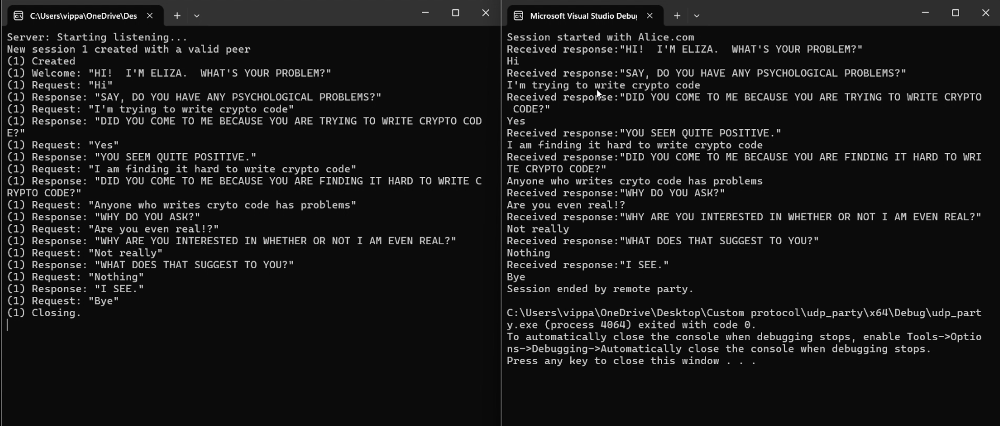 C:\Users\vippa\OneDrive\Des
Server: Starting listening...
New session 1 created with a valid peer
(1) Created
(1) Welcome: "HI!  I'M ELIZA.  WHAT'S YOUR PROBLEM?"
(1) Request: "Hi"
(1) Response: "SAY, DO YOU HAVE ANY PSYCHOLOGICAL PROBLEMS?"
(1) Request: "I'm trying to write crypto code"
(1) Response: "DID YOU COME TO ME BECAUSE YOU ARE TRYING TO WRITE CRYPTO COD
E?"
(1) Request: "Yes"
(1) Response: "YOU SEEM QUITE POSITIVE."
(1) Request: "I am finding it hard to write crypto code"
(1) Response: "DID YOU COME TO ME BECAUSE YOU ARE FINDING IT HARD TO WRITE C
RYPTO CODE?"
(1) Request: "Anyone who writes cryto code has problems"
(1) Response: "WHY DO YOU ASK?"
(1) Request: "Are you even real!?"
(1) Response: "WHY ARE YOU INTERESTED IN WHETHER OR NOT I AM EVEN REAL?"
(1) Request: "Not really"
(1) Response: "WHAT DOES THAT SUGGEST TO YOU?"
(1) Request: "Nothing"
(1) Response: "I SEE."
(1) Request: "Bye"
(1) Closing.
Microsoft Visual Studio Debug
Session started with Alice.com
Received response:"HI!  I'M ELIZA.  WHAT'S YOUR PROBLEM?"
Hi
Received response:"SAY, DO YOU HAVE ANY PSYCHOLOGICAL PROBLEMS?"
I'm trying to write crypto code
Received response:"DID YOU COME TO ME BECAUSE YOU ARE TRYING TO WRITE CRYPTO
 CODE?"
Yes
Received response:"YOU SEEM QUITE POSITIVE."
I am finding it hard to write crypto code
Received response:"DID YOU COME TO ME BECAUSE YOU ARE FINDING IT HARD TO WRI
TE CRYPTO CODE?"
Anyone who writes cryto code has problems
Received response:"WHY DO YOU ASK?"
Are you even real!?
Received response:"WHY ARE YOU INTERESTED IN WHETHER OR NOT I AM EVEN REAL?"
Not really
Received response:"WHAT DOES THAT SUGGEST TO YOU?"
Nothing
Received response:"I SEE."
Bye
Session ended by remote party.
C:\Users\vippa\OneDrive\Desktop\Custom protocol\udp_party\x64\Debug\udp_part
y.exe (process 4064) exited with code 0.
To automatically close the console when debugging stops, enable Tools->Optio
ns->Debugging->Automatically close the console when debugging stops.
Press any key to close this window . . .